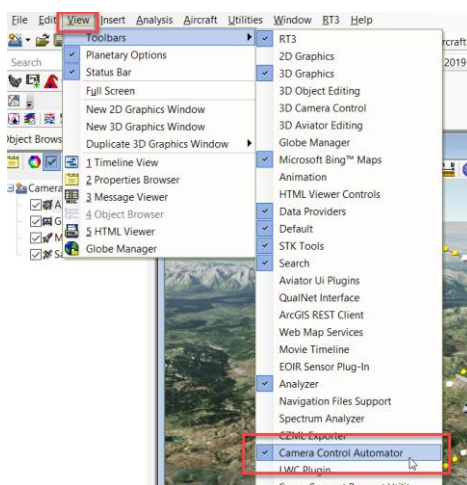 File Edit View Insert Analysis Aircraft Utilities Window RT3 Help
Toolbars
Planetary Options
Status Bar
Full Screen
New 2D Graphics Window
New 3D Graphics Window
Duplicate 3D Graphics Window
1 Timeline View
2 Properties Browser
3 Message Viewer
4 Object Browser
5 HTML Viewer
Globe Manager
RT3
2D Graphics
3D Graphics
3D Object Editing
3D Camera Control
3D Aviator Editing
Globe Manager
Microsoft Bing™ Maps
Animation
HTML Viewer Controls
Data Providers
Default
STK Tools
Search
Aviator Ui Plugins
QualNet Interface
ArcGIS REST Client
Web Map Services
Movie Timeline
EOIR Sensor Plug-In
Analyzer
Navigation Files Support
Spectrum Analyzer
CZML Exporter
Camera Control Automator
LWC Plugin
Search
Object Brows
Camera
A
G
M
Sa
rcraft
2019